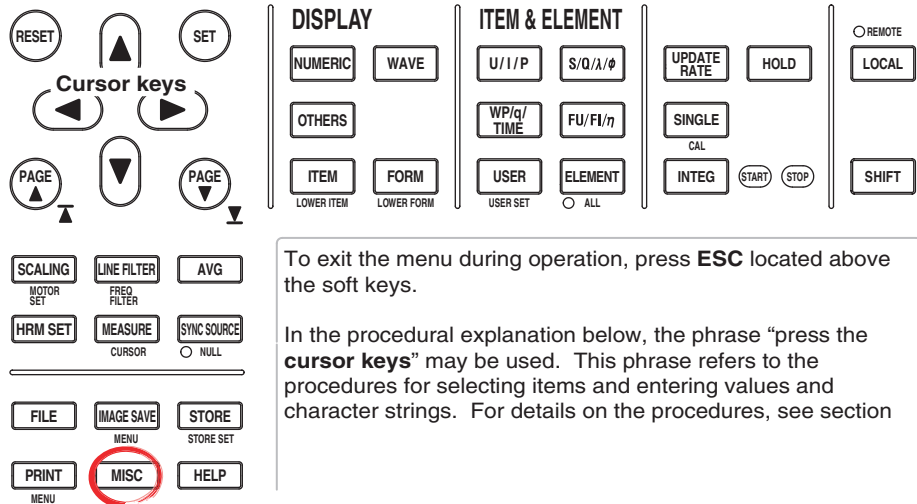 DISPLAY
ITEM & ELEMENT
RESET
SET
REMOTE
NUMERIC WAVE
U / I / P S/Q/λ/ϕ
UPDATE RATE HOLD
LOCAL
Cursor keys
OTHERS
WP/q/ TIME FU/FI/η
SINGLE
CAL
PAGE
PAGE
ITEM FORM
USER ELEMENT
INTEG START STOP
SHIFT
LOWER ITEM LOWER FORM
USER SET ALL
SCALING LINE FILTER AVG
MOTOR SET FREQ FILTER
HRM SET MEASURE SYNC SOURCE
CURSOR NULL
FILE IMAGE SAVE STORE
MENU STORE SET
PRINT MISC HELP
MENU
To exit the menu during operation, press ESC located above
the soft keys.
In the procedural explanation below, the phrase “press the
cursor keys” may be used. This phrase refers to the
procedures for selecting items and entering values and
character strings. For details on the procedures, see section